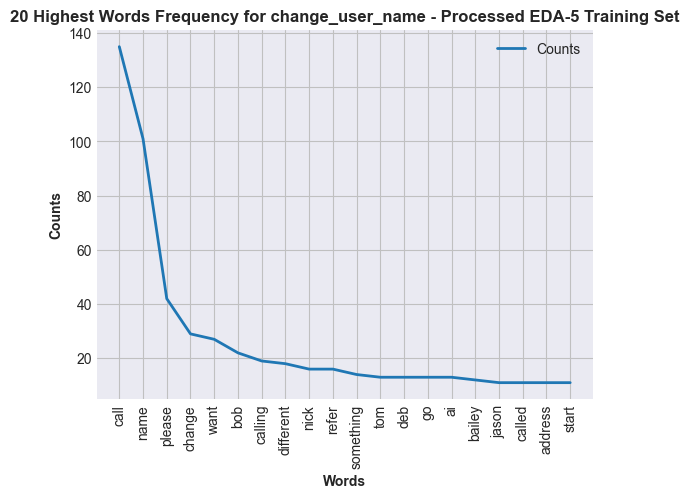 20 Highest Words Frequency for change_user_name - Processed EDA-5 Training Set
Counts
140
120
100
80
60
40
20
Counts
call
name
please
change
want
bob
calling
different
nick
refer
something
tom
deb
go
ai
bailey
jason
called
address
start
Words